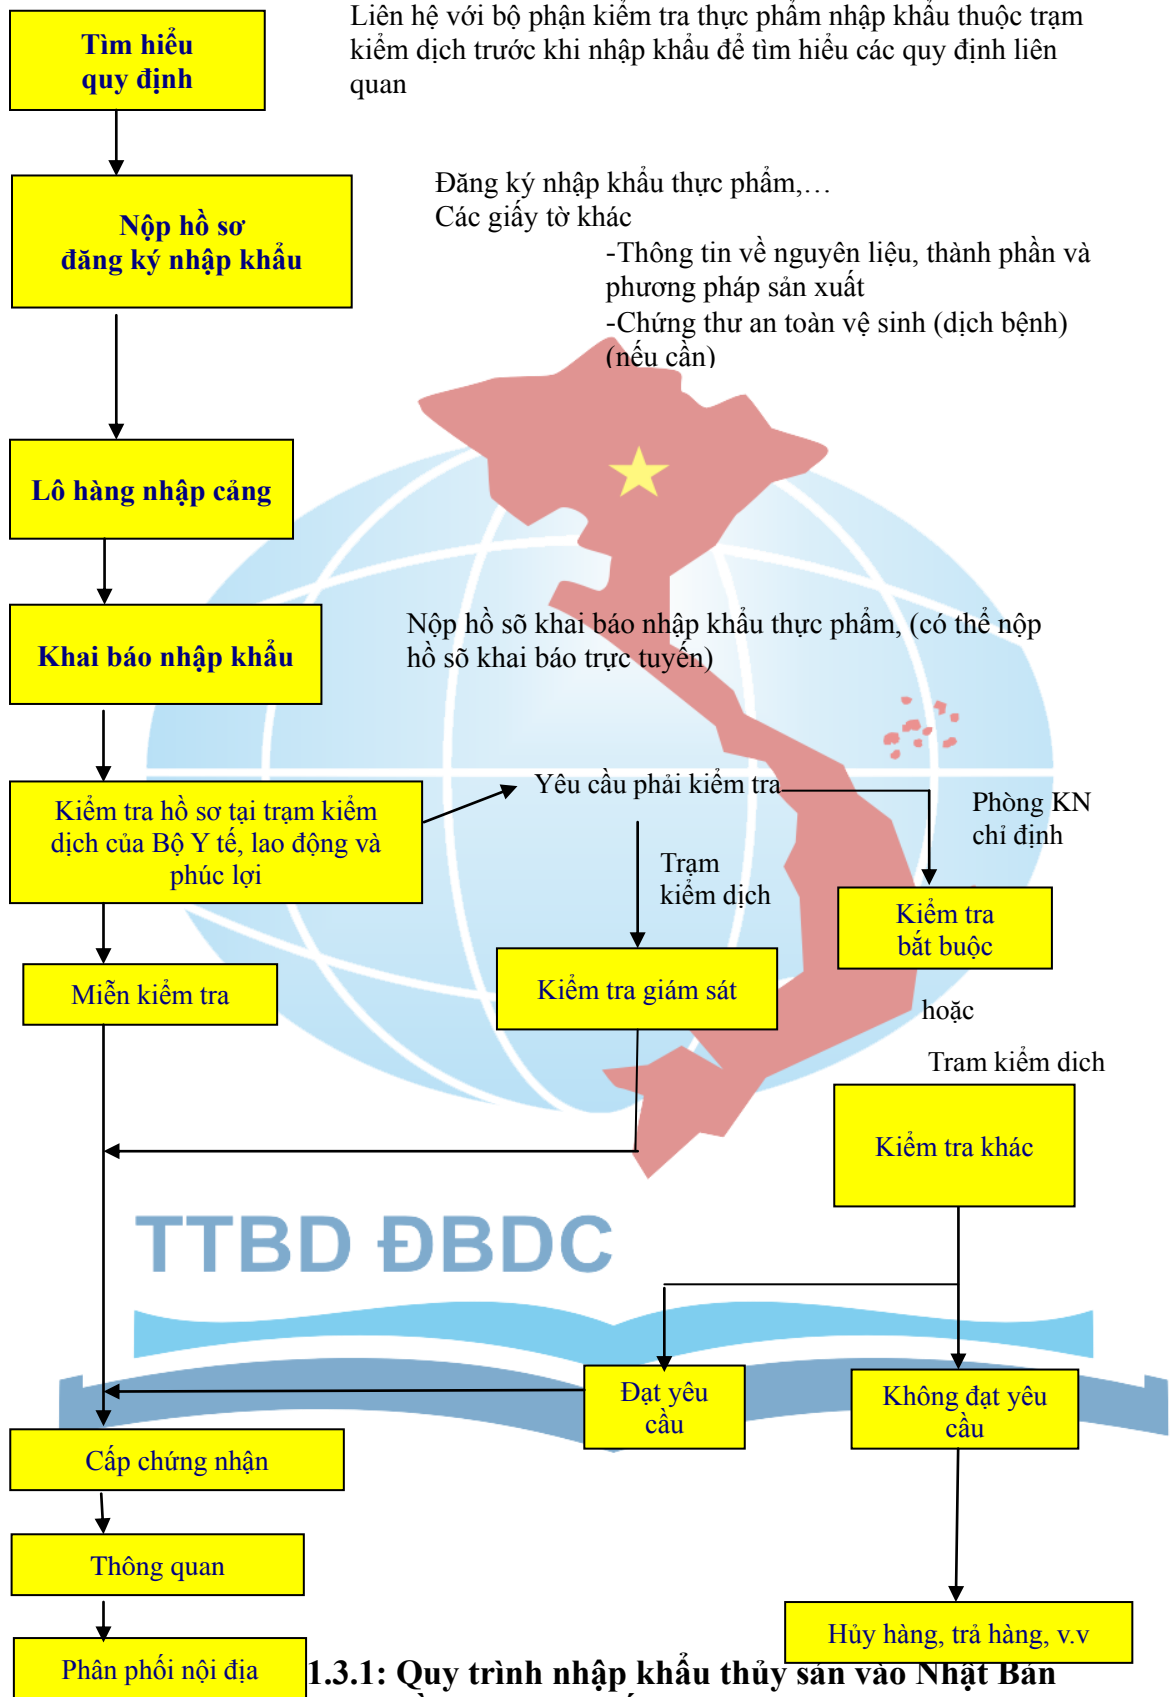 Tìm hiểu
quy định
Liên hệ với bộ phận kiểm tra thực phẩm nhập khẩu thuộc trạm
kiểm dịch trước khi nhập khẩu để tìm hiểu các quy định liên
quan
Nộp hồ sơ
đăng ký nhập khẩu
Đăng ký nhập khẩu thực phẩm,…
Các giấy tờ khác
-Thông tin về nguyên liệu, thành phần và
phương pháp sản xuất
-Chứng thư an toàn vệ sinh (dịch bệnh)
(nếu cần)
Lô hàng nhập cảng
Khai báo nhập khẩu
Nộp hồ sõ khai báo nhập khẩu thực phẩm, (có thể nộp
hồ sõ khai báo trực tuyến)
Kiểm tra hồ sơ tại trạm kiểm
dịch của Bộ Y tế, lao động và
phúc lợi
Yêu cầu phải kiểm tra
Phòng KN
chỉ định
Trạm
kiểm dịch
Kiểm tra
bắt buộc
Miễn kiểm tra
Kiểm tra giám sát
hoặc
Tram kiểm dich
Kiểm tra khác
TTBD ĐBDC
Đạt yêu
cầu
Không đạt yêu
cầu
Cấp chứng nhận
Thông quan
Hủy hàng, trả hàng, v.v
Phân phối nội địa
1.3.1: Quy trình nhập khẩu thủy sản vào Nhật Bản